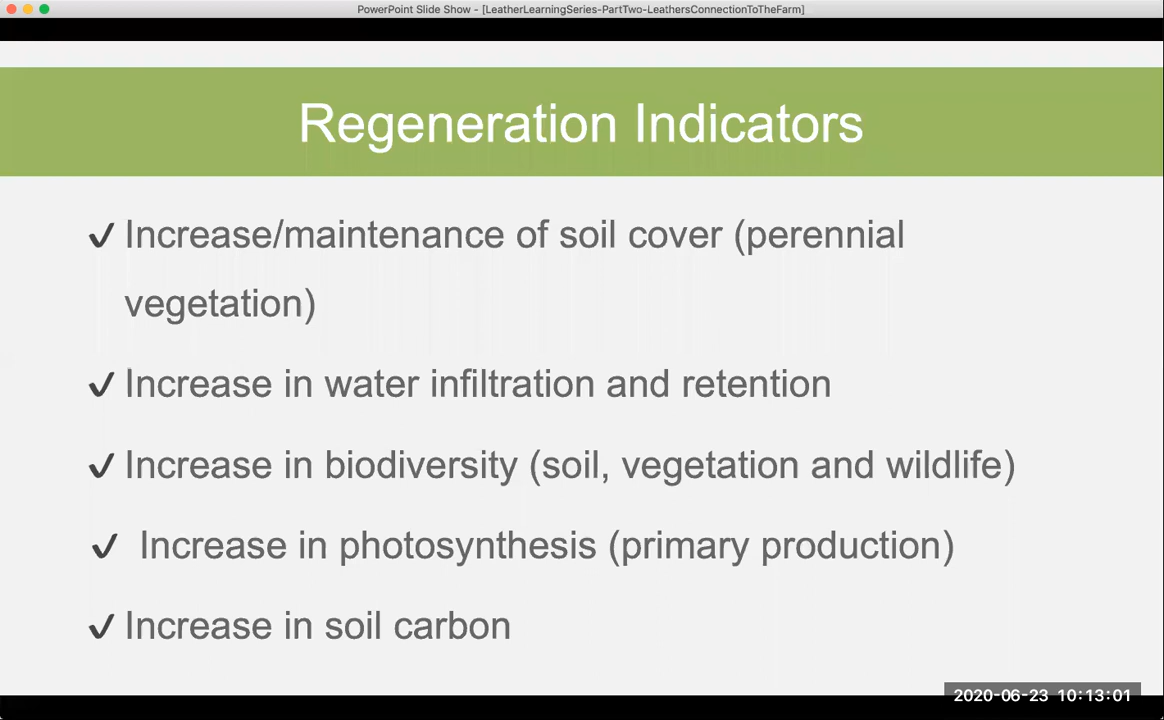 PowerPoint Slide Show - [LeatherLearningSeries-PartTwo-LeathersConnectionToTheFarm]
Regeneration Indicators
✔ Increase/maintenance of soil cover (perennial
vegetation)
✔ Increase in water infiltration and retention
✔ Increase in biodiversity (soil, vegetation and wildlife)
✔ Increase in photosynthesis (primary production)
✔ Increase in soil carbon
2020-06-23 10:13:01